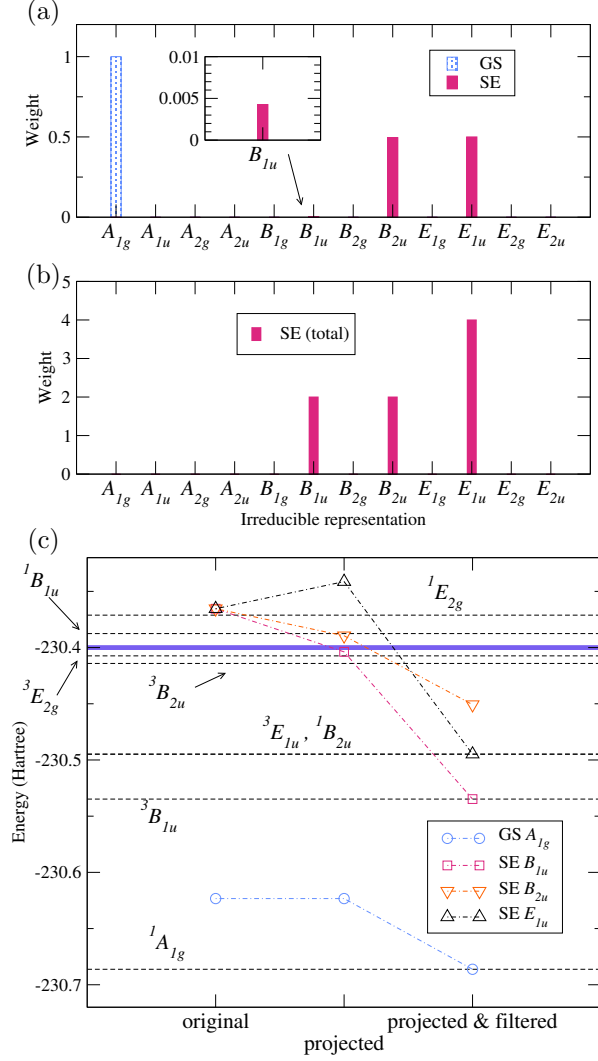 (a)
Weight
1
0.5
0
0.01
0.005
0
B1u
GS
SE
A1g A1u A2g A2u B1g B1u B2g B2u E1g E1u E2g E2u
(b)
Weight
5
4
3
2
1
0
SE (total)
A1g A1u A2g A2u B1g B1u B2g B2u E1g E1u E2g E2u
Irreducible representation
(c)
Energy (Hartree)
-230.4
-230.5
-230.6
-230.7
1B1u
1E2g
3E2g
3B2u
3E1u , 1B2u
3B1u
1A1g
GS A1g
SE B1u
SE B2u
SE E1u
original
projected
projected & filtered